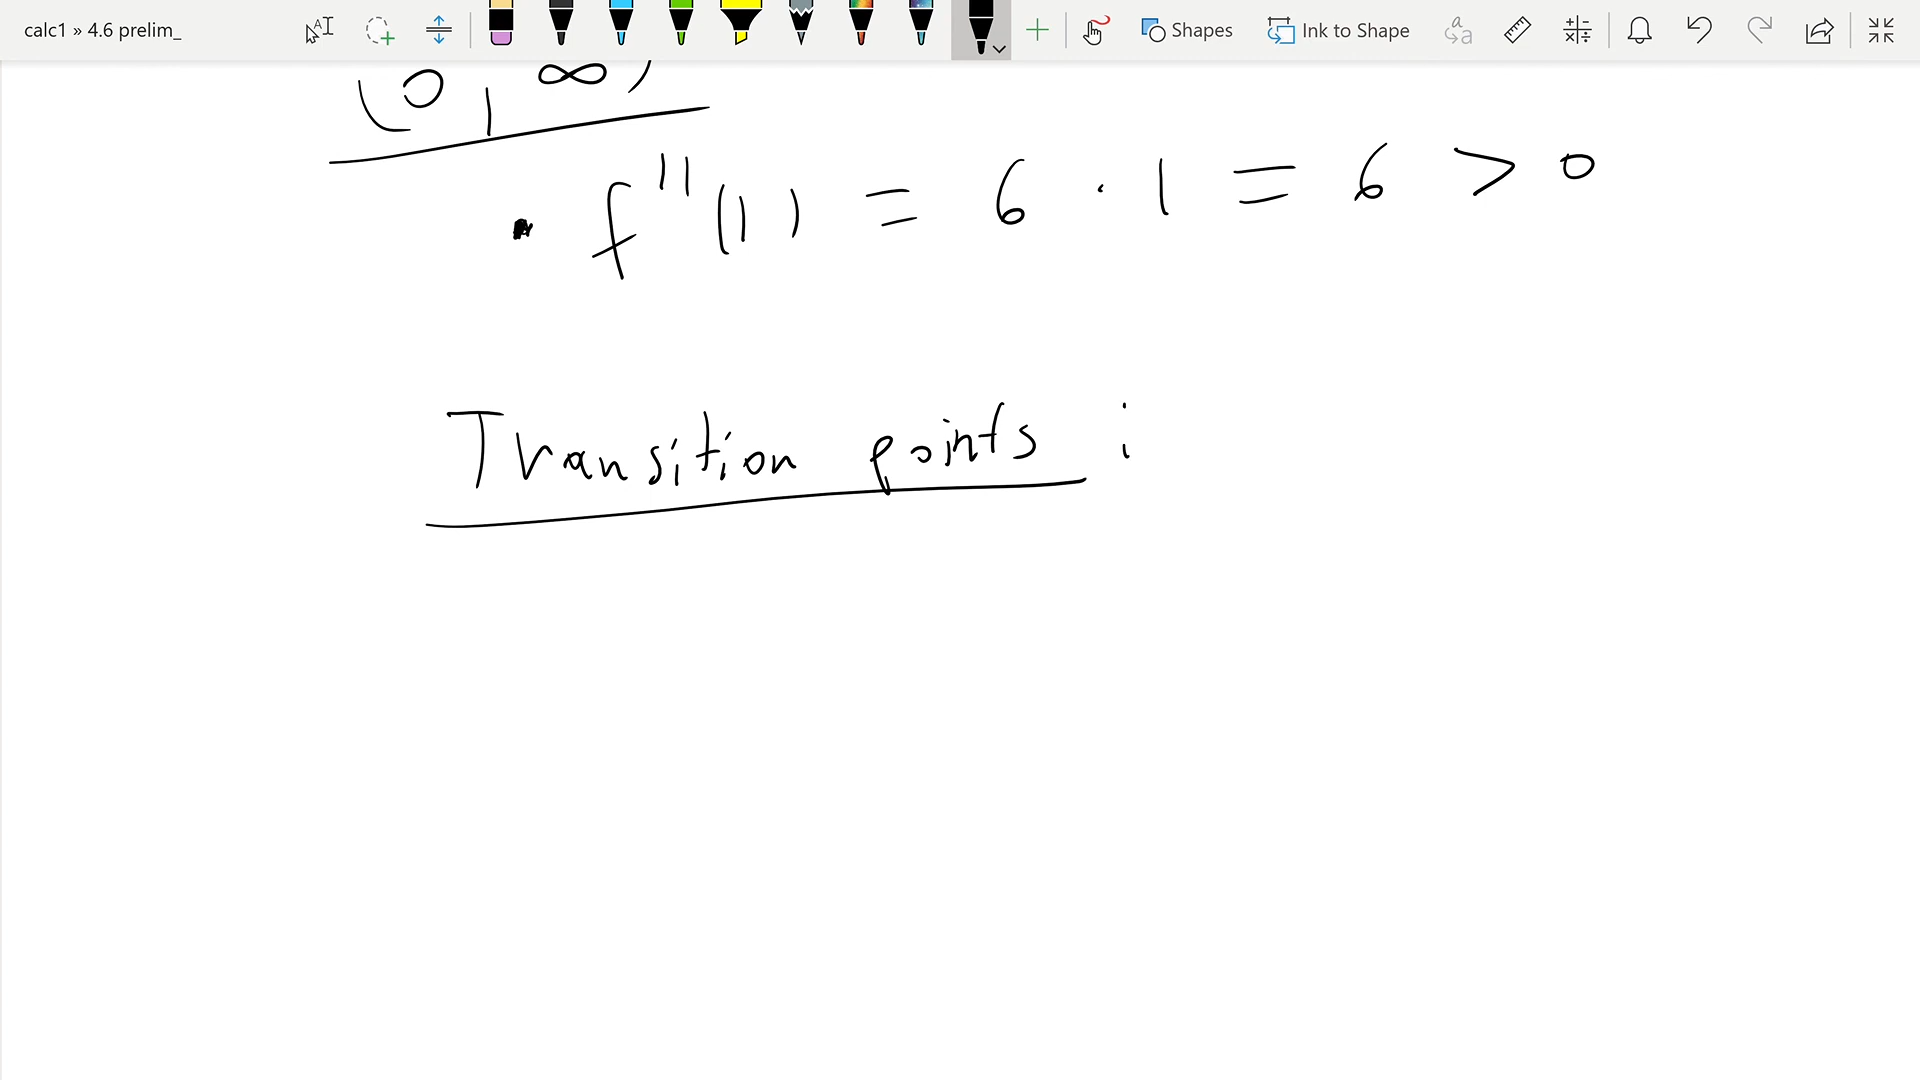 calc1 » 4.6 prelim_
Shapes
Ink to Shape
(0, ∞)
• f''(1) = 6 · 1 = 6 > 0
Transition points :